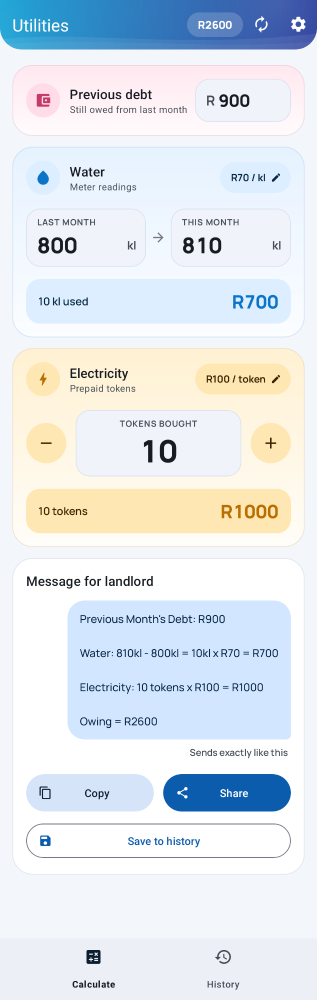 Utilities
R2600
Previous debt
Still owed from last month
R 900
Water
Meter readings
R70 / kl
LAST MONTH
800 kl
THIS MONTH
810 kl
10 kl used
R700
Electricity
Prepaid tokens
R100 / token
TOKENS BOUGHT
− 10 +
10 tokens
R1000
Message for landlord
Previous Month's Debt: R900
Water: 810kl - 800kl = 10kl x R70 = R700
Electricity: 10 tokens x R100 = R1000
Owing = R2600
Sends exactly like this
Copy
Share
Save to history
Calculate
History